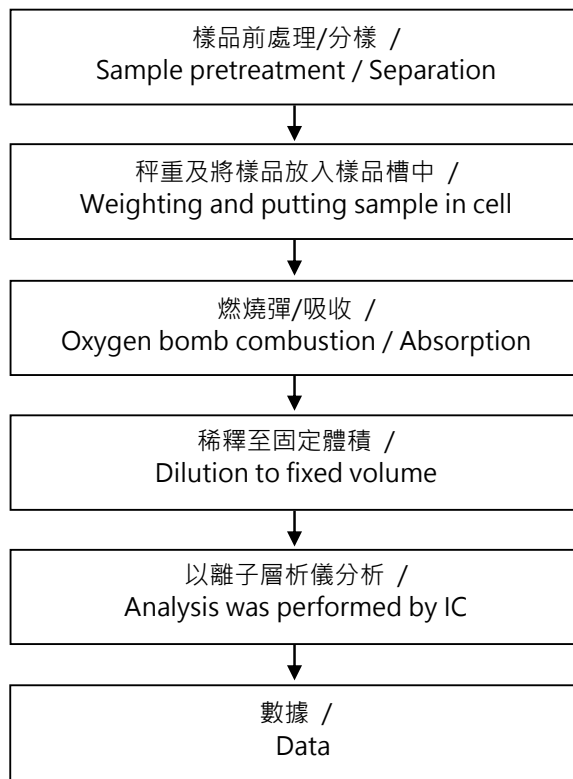 樣品前處理/分樣 /
Sample pretreatment / Separation
秤重及將樣品放入樣品槽中 /
Weighting and putting sample in cell
燃燒彈/吸收 /
Oxygen bomb combustion / Absorption
稀釋至固定體積 /
Dilution to fixed volume
以離子層析儀分析 /
Analysis was performed by IC
數據 /
Data